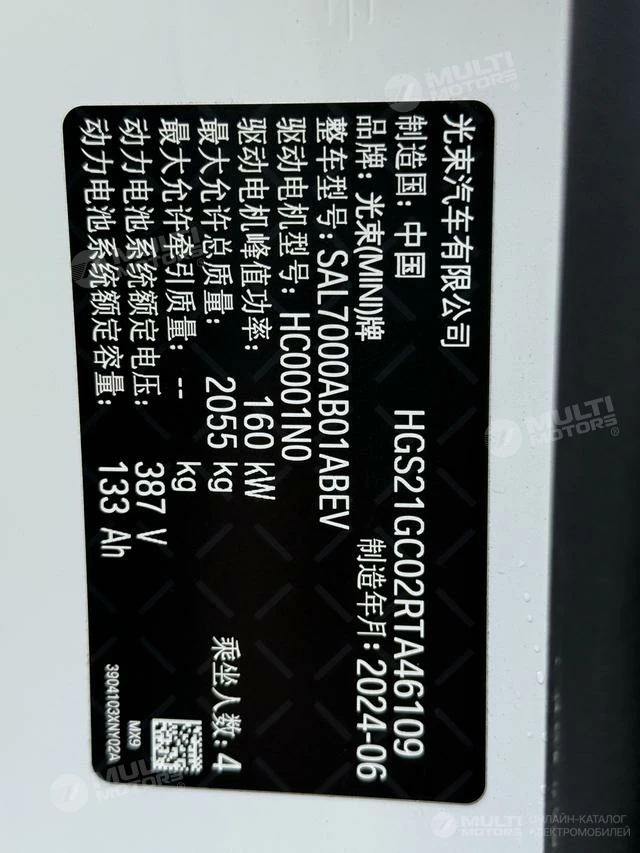 光束汽车有限公司
制造国: 中国 HGS21GC02RTA46109
品牌: 光束(MINI)牌 制造年月: 2024-06
整车型号: SAL7000AB01ABEV
驱动电机型号: HC0001N0
驱动电机峰值功率: 160 kW
最大允许总质量: 2055 kg 乘坐人数: 4
最大允许牵引质量: -- kg
动力电池系统额定电压: 387 V
动力电池系统额定容量: 133 Ah
3904103XNY02A MX9
MULTI MOTORS
MULTI MOTORS
MULTI MOTORS
MULTI MOTORS
MULTI MOTORS
ОНЛАЙН-КАТАЛОГ
ЭЛЕКТРОМОБИЛЕЙ